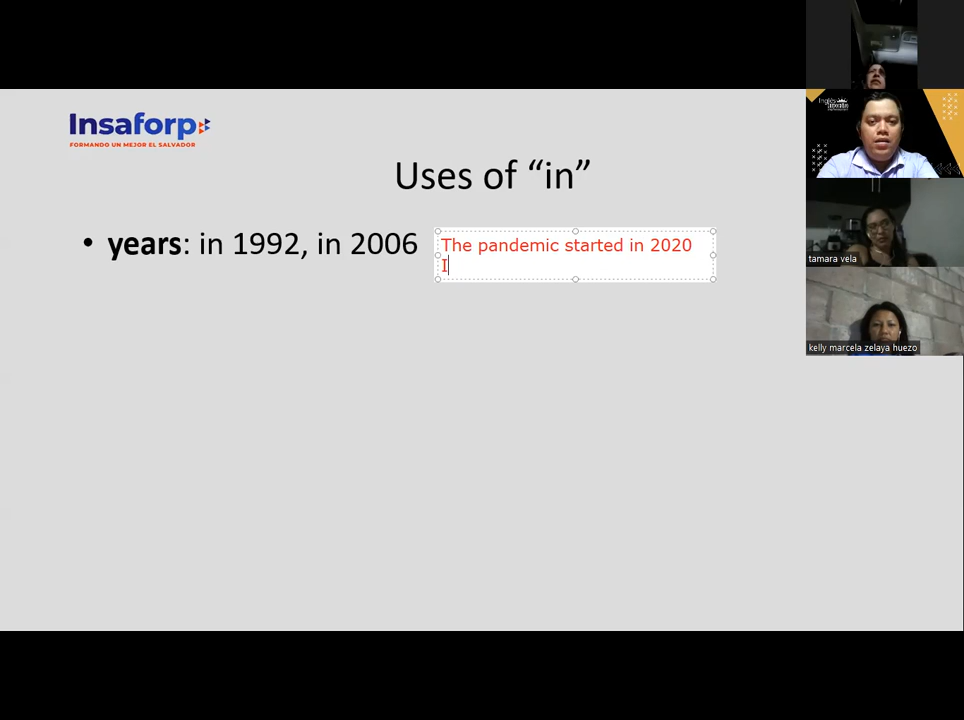 Insaforp
FORMANDO UN MEJOR EL SALVADOR
Uses of “in”
• years: in 1992, in 2006
The pandemic started in 2020
I
Inglés
tamara vela
kelly marcela zelaya huezo